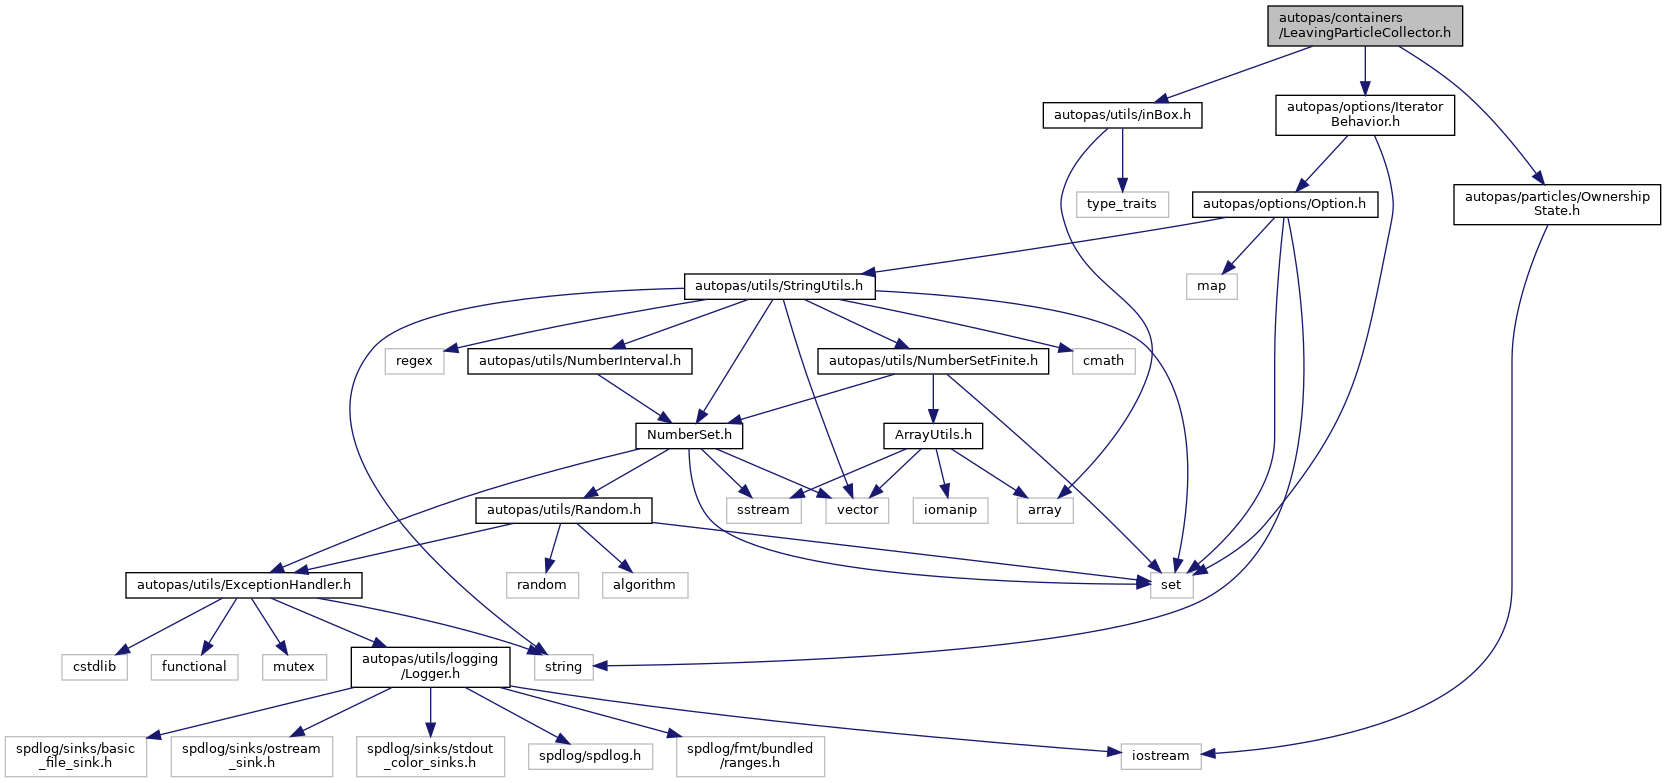 autopas/containers
/LeavingParticleCollector.h
autopas/utils/inBox.h
autopas/options/Iterator
Behavior.h
type_traits
autopas/options/Option.h
autopas/particles/Ownership
State.h
autopas/utils/StringUtils.h
map
regex
autopas/utils/NumberInterval.h
autopas/utils/NumberSetFinite.h
cmath
NumberSet.h
ArrayUtils.h
autopas/utils/Random.h
sstream
vector
iomanip
array
autopas/utils/ExceptionHandler.h
random
algorithm
set
cstdlib
functional
mutex
autopas/utils/logging
/Logger.h
string
spdlog/sinks/basic
_file_sink.h
spdlog/sinks/ostream
_sink.h
spdlog/sinks/stdout
_color_sinks.h
spdlog/spdlog.h
spdlog/fmt/bundled
/ranges.h
iostream